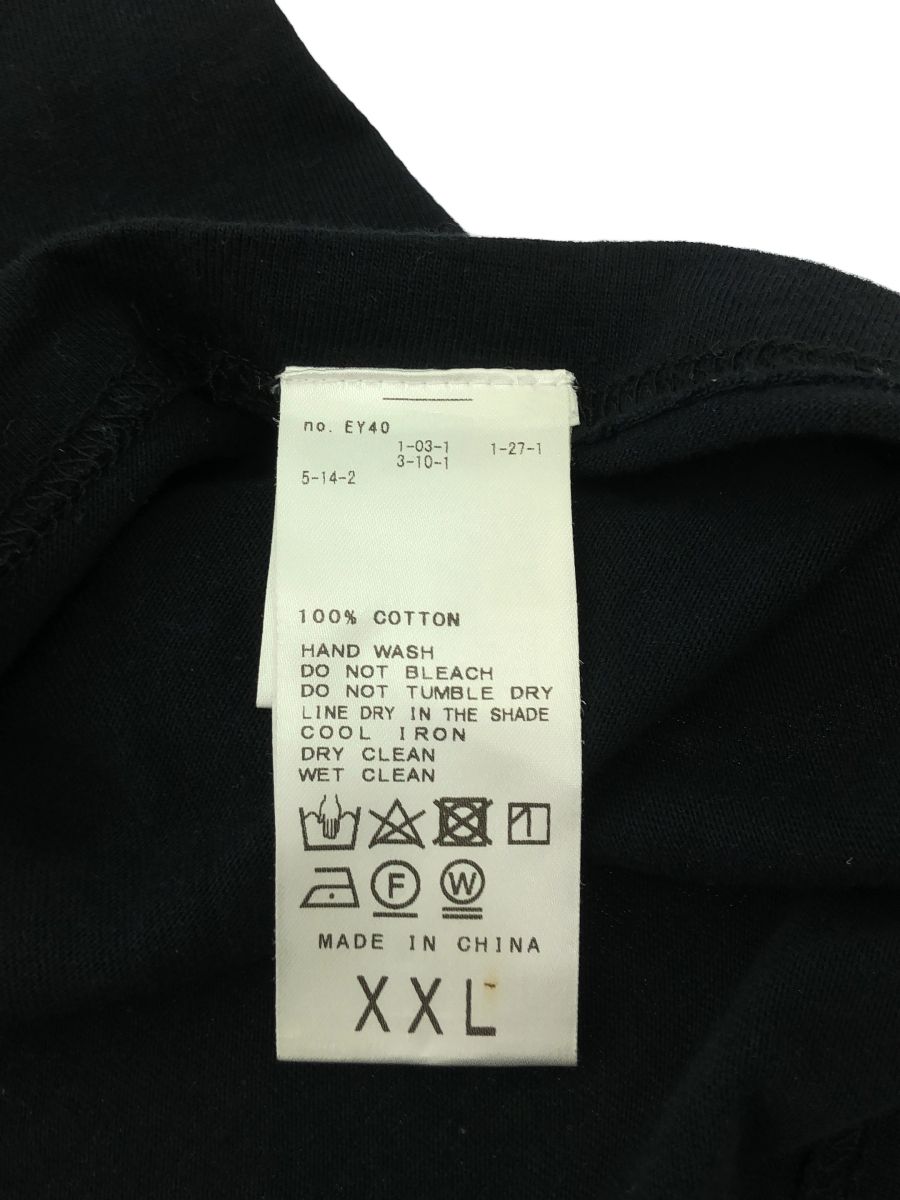 no. EY40
1-03-1 1-27-1
3-10-1
5-14-2
100% COTTON
HAND WASH
DO NOT BLEACH
DO NOT TUMBLE DRY
LINE DRY IN THE SHADE
COOL IRON
DRY CLEAN
WET CLEAN
F W
MADE IN CHINA
XXL